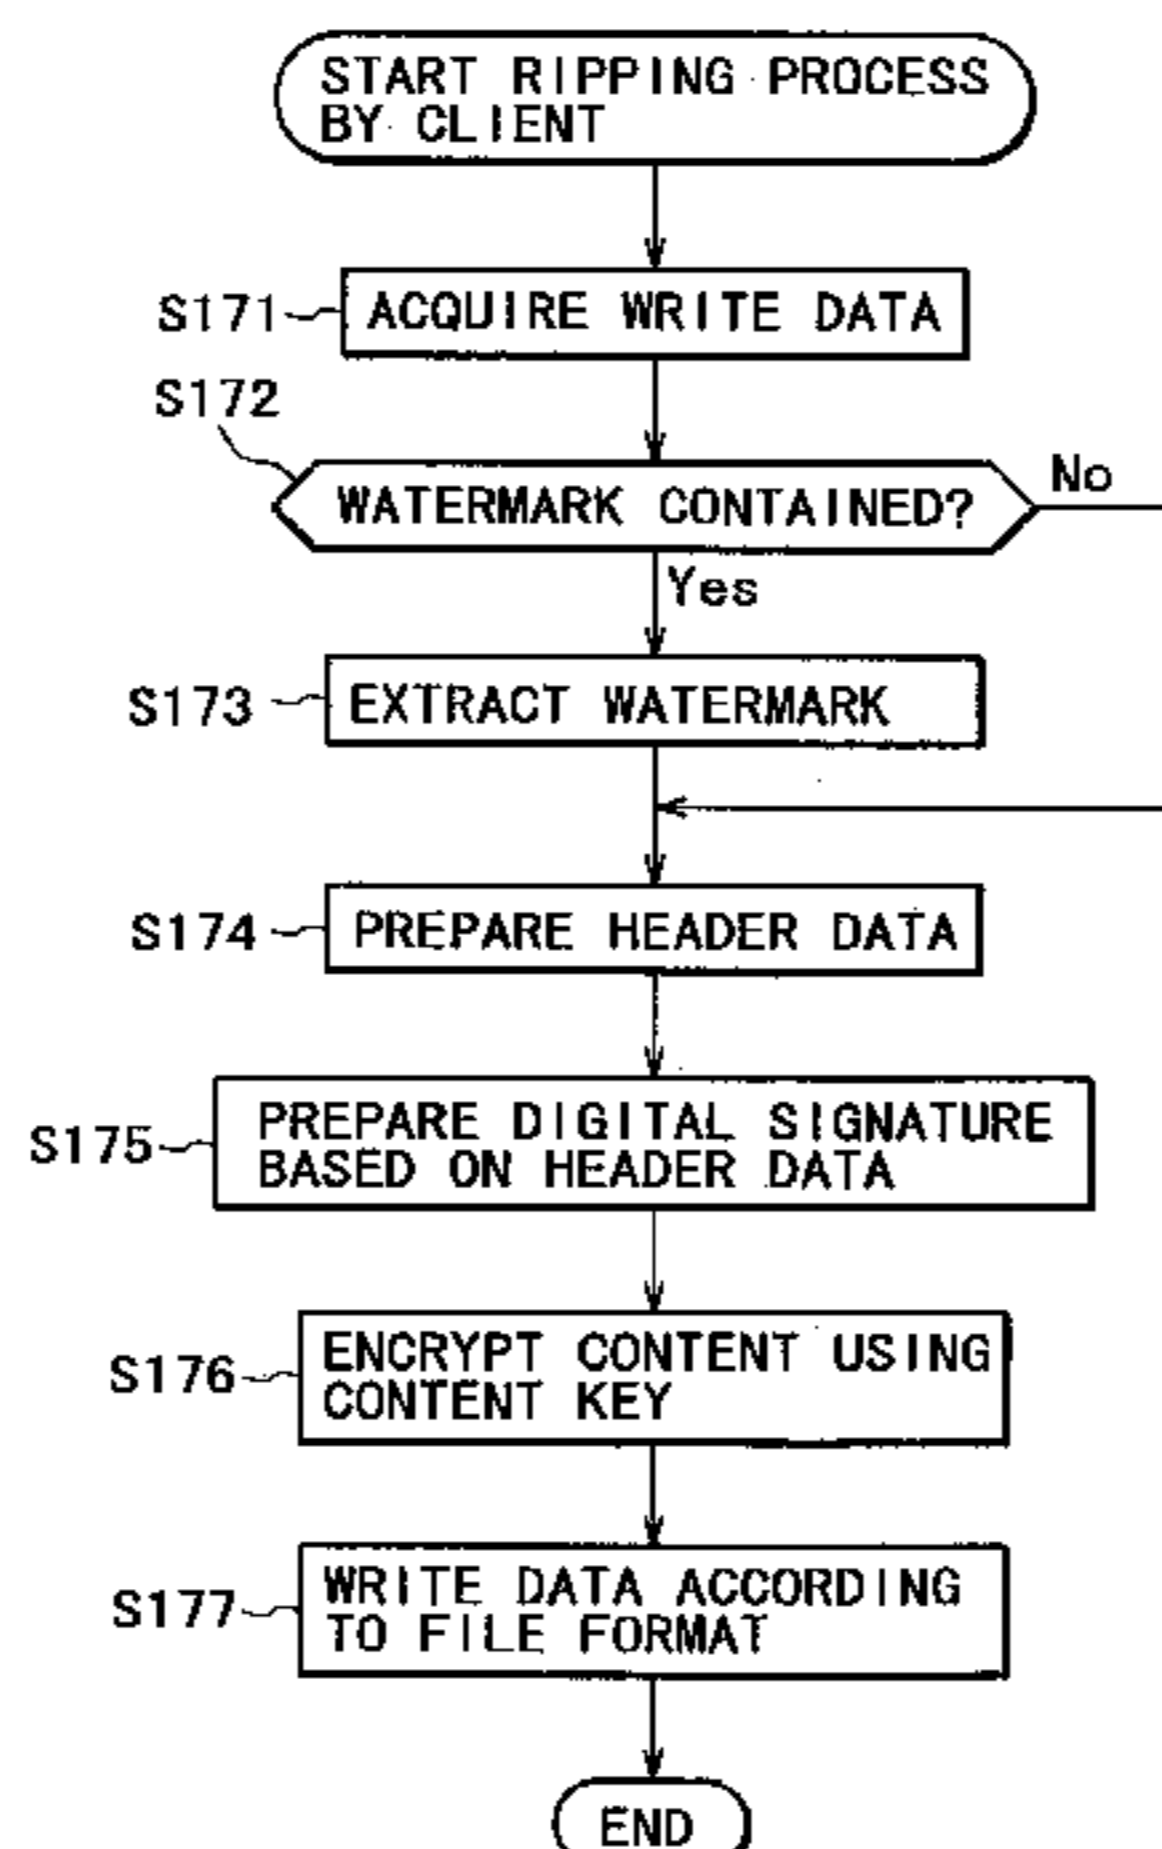 START RIPPING PROCESS
BY CLIENT
S171
ACQUIRE WRITE DATA
S172
WATERMARK CONTAINED?
No
Yes
S173
EXTRACT WATERMARK
S174
PREPARE HEADER DATA
S175
PREPARE DIGITAL SIGNATURE
BASED ON HEADER DATA
S176
ENCRYPT CONTENT USING
CONTENT KEY
S177
WRITE DATA ACCORDING
TO FILE FORMAT
END